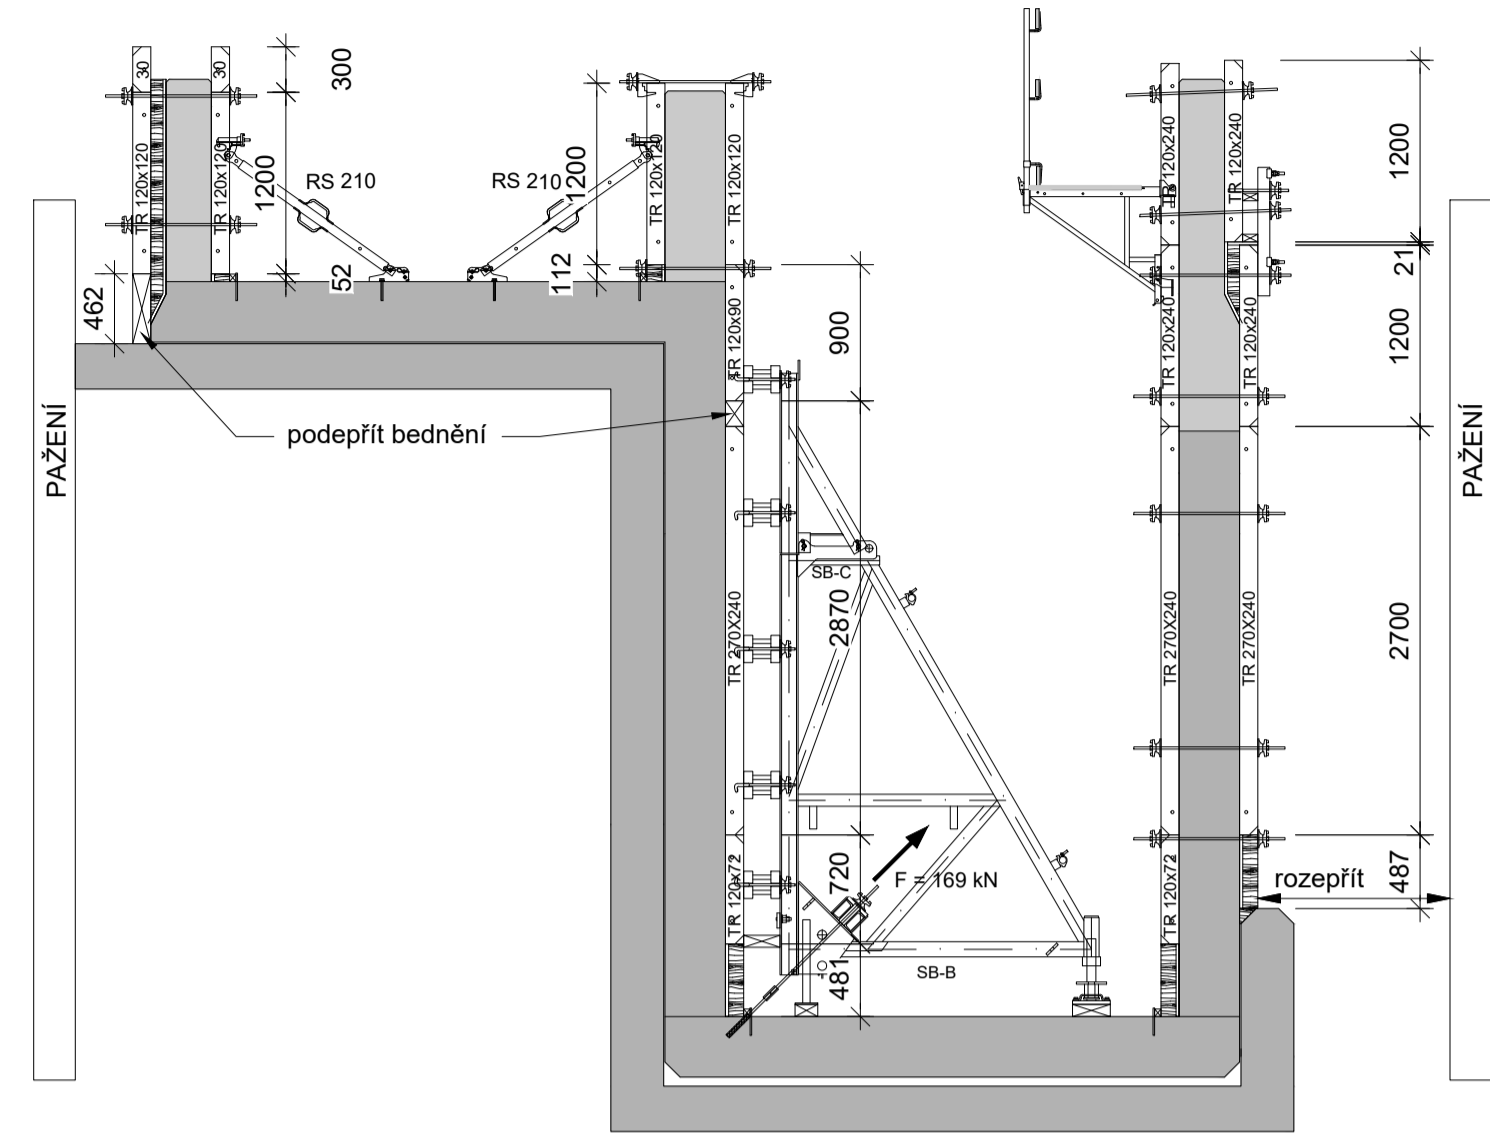 30
30
300
TR 120x120
TR 120x120
1200
RS 210
52
462
RS 210
1200
TR 120x120
TR 120x120
112
TR 120x90
900
PAŽENÍ
podepřít bednění
SB-C
2870
TR 270X240
720
F = 169 kN
TR 120x72
481
SB-B
TR 120x240
TR 120x240
1200
21
TR 120x240
TR 120x240
1200
PAŽENÍ
TR 270X240
TR 270X240
2700
rozepřít
487
TR 120x72